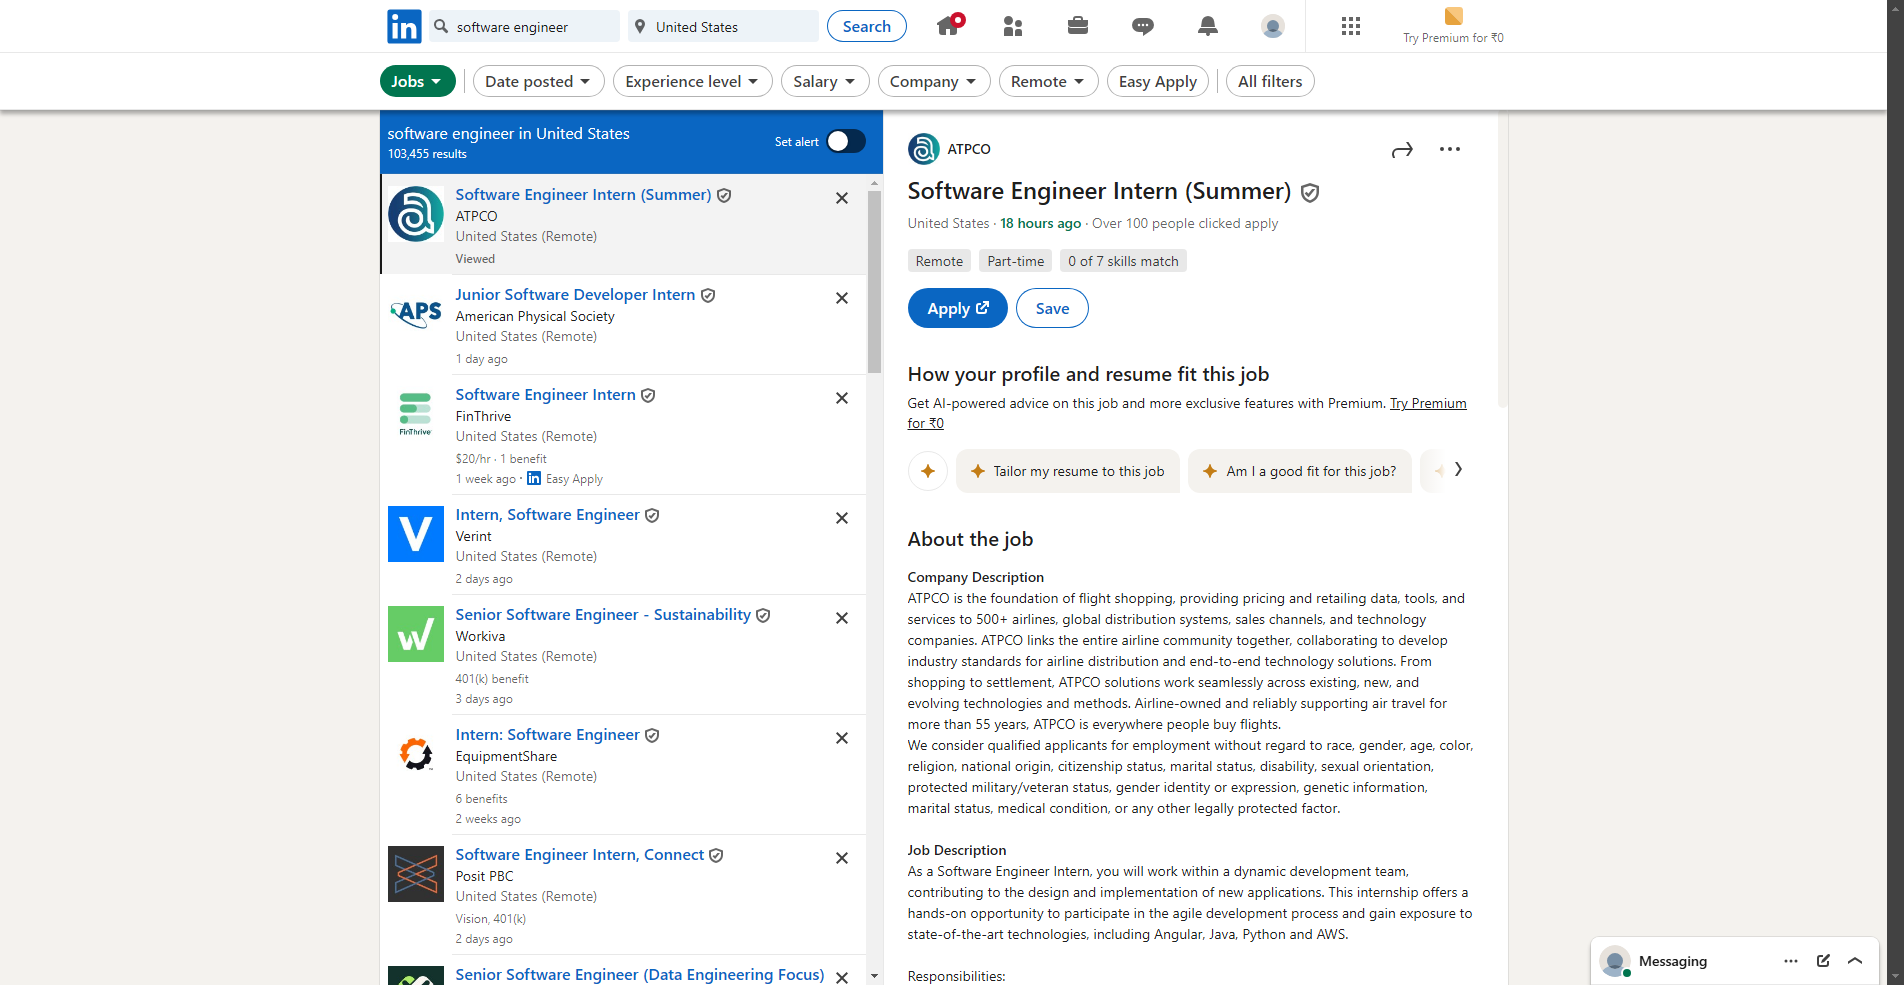 in
software engineer
United States
Search
Try Premium for ₹0
Jobs
Date posted
Experience level
Salary
Company
Remote
Easy Apply
All filters
software engineer in United States
103,455 results
Set alert
Software Engineer Intern (Summer)
ATPCO
United States (Remote)
Viewed
APS
Junior Software Developer Intern
American Physical Society
United States (Remote)
1 day ago
FinThrive
Software Engineer Intern
FinThrive
United States (Remote)
$20/hr · 1 benefit
1 week ago · in Easy Apply
V
Intern, Software Engineer
Verint
United States (Remote)
2 days ago
w
Senior Software Engineer - Sustainability
Workiva
United States (Remote)
401(k) benefit
3 days ago
Intern: Software Engineer
EquipmentShare
United States (Remote)
6 benefits
2 weeks ago
Software Engineer Intern, Connect
Posit PBC
United States (Remote)
Vision, 401(k)
2 days ago
Senior Software Engineer (Data Engineering Focus)
ATPCO
Software Engineer Intern (Summer)
United States · 18 hours ago · Over 100 people clicked apply
Remote
Part-time
0 of 7 skills match
Apply
Save
How your profile and resume fit this job
Get AI-powered advice on this job and more exclusive features with Premium. Try Premium
for ₹0
Tailor my resume to this job
Am I a good fit for this job?
About the job
Company Description
ATPCO is the foundation of flight shopping, providing pricing and retailing data, tools, and
services to 500+ airlines, global distribution systems, sales channels, and technology
companies. ATPCO links the entire airline community together, collaborating to develop
industry standards for airline distribution and end-to-end technology solutions. From
shopping to settlement, ATPCO solutions work seamlessly across existing, new, and
evolving technologies and methods. Airline-owned and reliably supporting air travel for
more than 55 years, ATPCO is everywhere people buy flights.
We consider qualified applicants for employment without regard to race, gender, age, color,
religion, national origin, citizenship status, marital status, disability, sexual orientation,
protected military/veteran status, gender identity or expression, genetic information,
marital status, medical condition, or any other legally protected factor.
Job Description
As a Software Engineer Intern, you will work within a dynamic development team,
contributing to the design and implementation of new applications. This internship offers a
hands-on opportunity to participate in the agile development process and gain exposure to
state-of-the-art technologies, including Angular, Java, Python and AWS.
Responsibilities:
Messaging